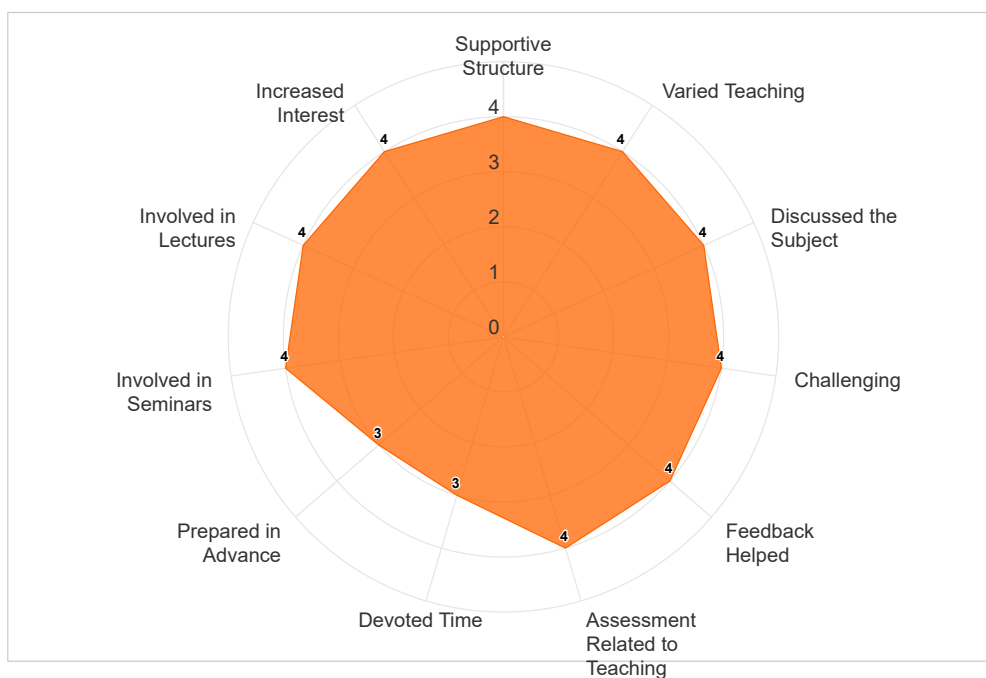 Supportive
Structure
Increased
Interest
Varied Teaching
4
4
4
3
Involved in
Lectures
4
4
Discussed the
Subject
2
1
0
Involved in
Seminars
4
4
Challenging
3
4
Prepared in
Advance
3
4
Feedback
Helped
Devoted Time
Assessment
Related to
Teaching